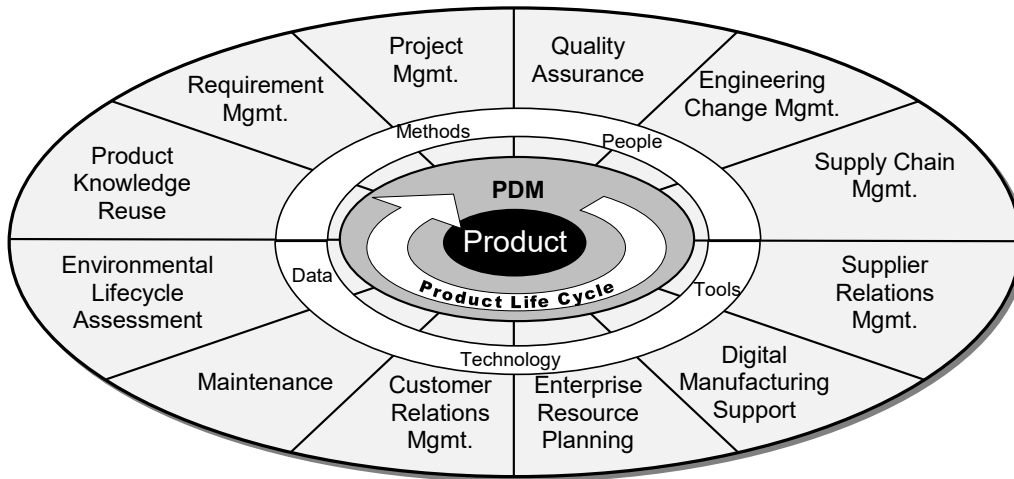 Project
Mgmt.
Quality
Assurance
Requirement
Mgmt.
Engineering
Change Mgmt.
Methods
People
Product
Knowledge
Reuse
Supply Chain
Mgmt.
PDM
Product
Environmental
Lifecycle
Assessment
Data
Product Life Cycle
Tools
Supplier
Relations
Mgmt.
Technology
Maintenance
Customer
Relations
Mgmt.
Enterprise
Resource
Planning
Digital
Manufacturing
Support